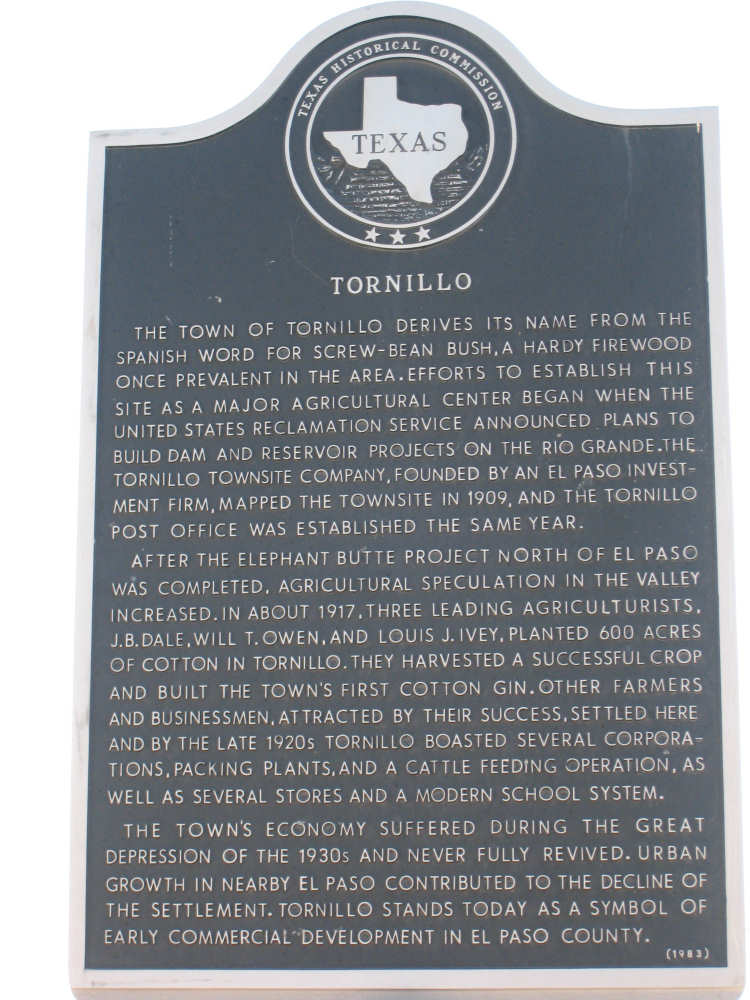 TEXAS HISTORICAL COMMISSION
TEXAS
TORNILLO
THE TOWN OF TORNILLO DERIVES ITS NAME FROM THE
SPANISH WORD FOR SCREW-BEAN BUSH, A HARDY FIREWOOD
ONCE PREVALENT IN THE AREA. EFFORTS TO ESTABLISH THIS
SITE AS A MAJOR AGRICULTURAL CENTER BEGAN WHEN THE
UNITED STATES RECLAMATION SERVICE ANNOUNCED PLANS TO
BUILD DAM AND RESERVOIR PROJECTS ON THE RIO GRANDE. THE
TORNILLO TOWNSITE COMPANY, FOUNDED BY AN EL PASO INVEST-
MENT FIRM, MAPPED THE TOWNSITE IN 1909, AND THE TORNILLO
POST OFFICE WAS ESTABLISHED THE SAME YEAR.
AFTER THE ELEPHANT BUTTE PROJECT NORTH OF EL PASO
WAS COMPLETED, AGRICULTURAL SPECULATION IN THE VALLEY
INCREASED. IN ABOUT 1917, THREE LEADING AGRICULTURISTS,
J.B. DALE, WILL T. OWEN, AND LOUIS J. IVEY, PLANTED 600 ACRES
OF COTTON IN TORNILLO. THEY HARVESTED A SUCCESSFUL CROP
AND BUILT THE TOWN'S FIRST COTTON GIN. OTHER FARMERS
AND BUSINESSMEN, ATTRACTED BY THEIR SUCCESS, SETTLED HERE
AND BY THE LATE 1920s TORNILLO BOASTED SEVERAL CORPORA-
TIONS, PACKING PLANTS, AND A CATTLE FEEDING OPERATION, AS
WELL AS SEVERAL STORES AND A MODERN SCHOOL SYSTEM.
THE TOWN'S ECONOMY SUFFERED DURING THE GREAT
DEPRESSION OF THE 1930s AND NEVER FULLY REVIVED. URBAN
GROWTH IN NEARBY EL PASO CONTRIBUTED TO THE DECLINE OF
THE SETTLEMENT. TORNILLO STANDS TODAY AS A SYMBOL OF
EARLY COMMERCIAL DEVELOPMENT IN EL PASO COUNTY.
(1983)